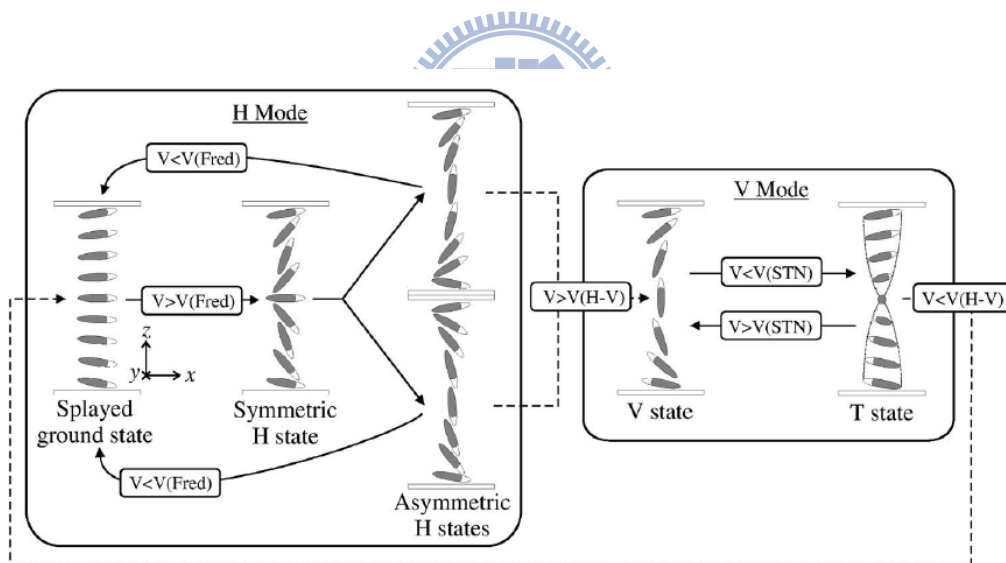 H Mode
V<V(Fred)
V>V(Fred)
z
y
x
Splayed
ground state
Symmetric
H state
V<V(Fred)
Asymmetric
H states
V>V(H-V)
V Mode
V<V(STN)
V>V(STN)
V<V(H-V)
V state
T state